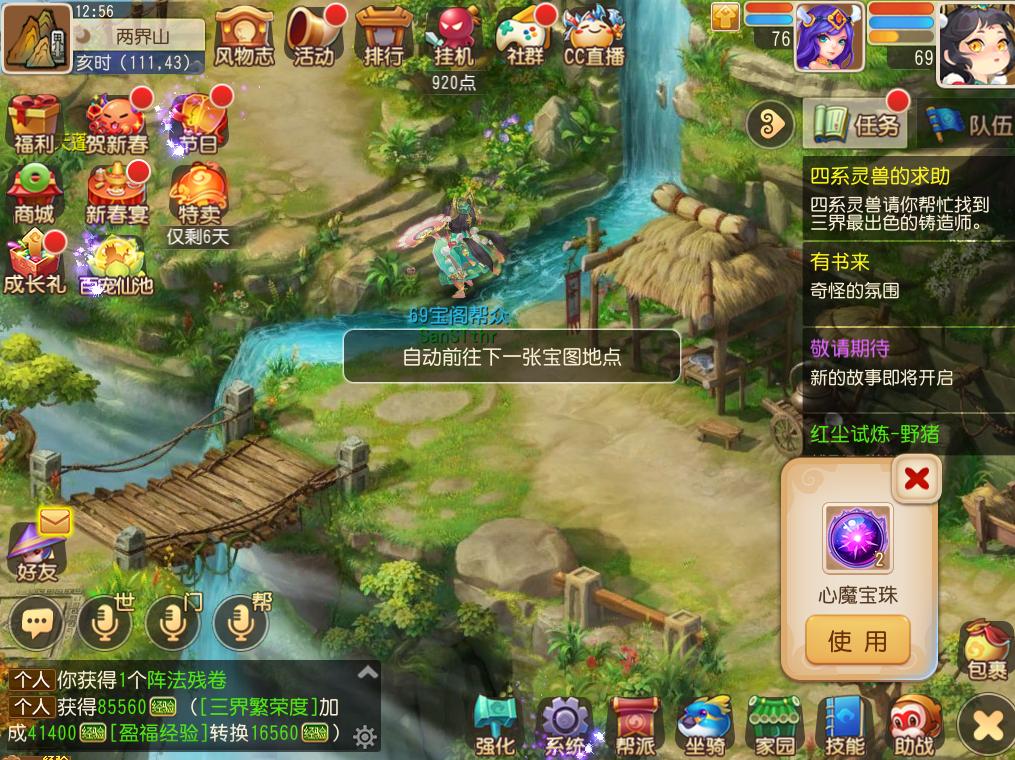 12:56
两界山
亥时 (111,43)
风物志
活动
排行
挂机
920点
社群
CC直播
76
69
福利
贺新春
节日
商城
新春宴
特卖
仅剩6天
成长礼
百宠仙池
任务
队伍
四系灵兽的求助
四系灵兽请你帮忙找到
三界最出色的铸造师。
有书来
奇怪的氛围
敬请期待
新的故事即将开启
红尘试炼-野猪
69宝阁帮众
自动前往下一张宝图地点
2
心魔宝珠
使用
好友
世
门
帮
包裹
个人 你获得1个阵法残卷
个人 获得85560经验（[三界繁荣度]加
成41400经验[盈福经验]转换16560经验）
强化
系统
帮派
坐骑
家园
技能
助战